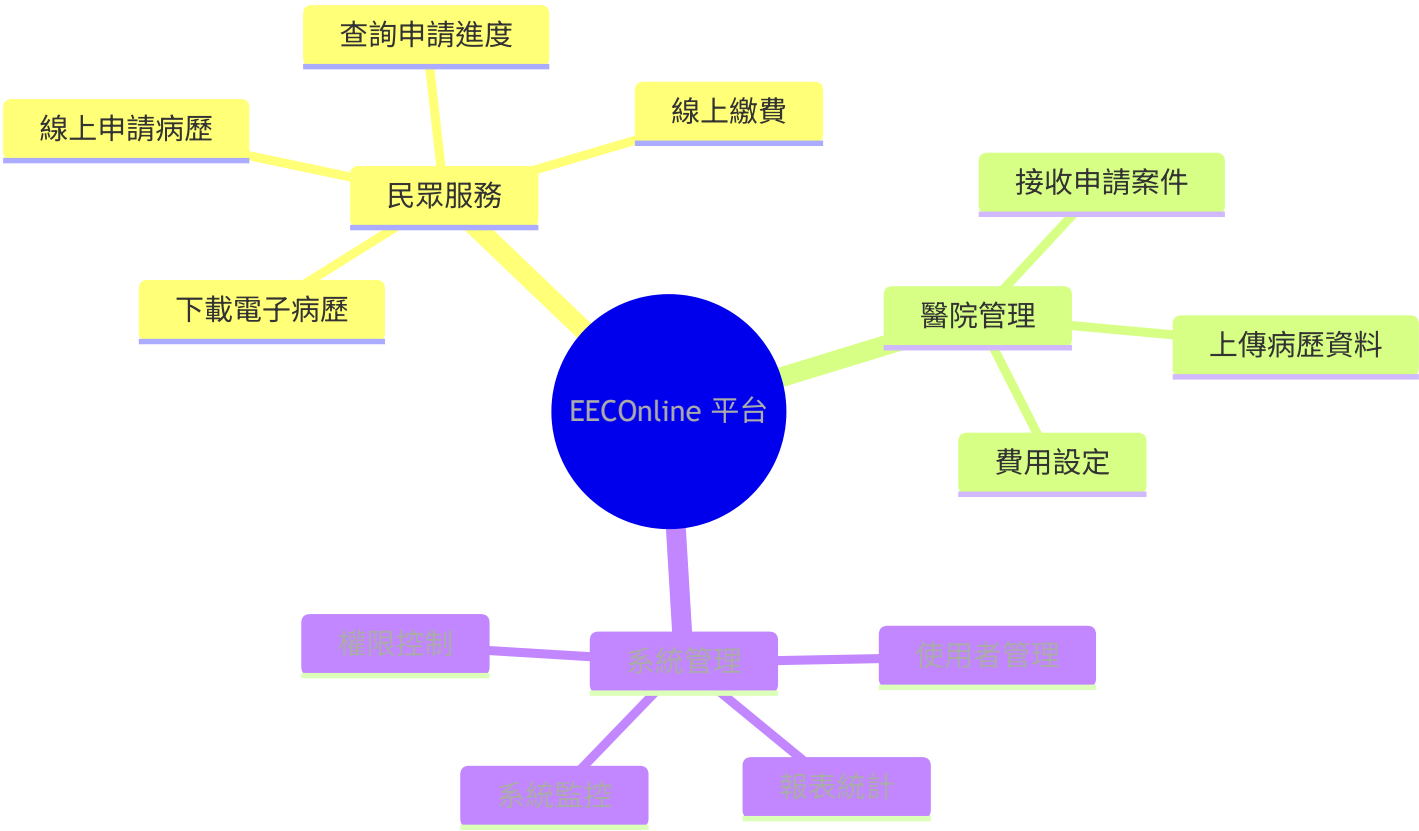 查詢申請進度
線上繳費
線上申請病歷
民眾服務
下載電子病歷
接收申請案件
醫院管理
上傳病歷資料
費用設定
EECOnline 平台
權限控制
系統管理
使用者管理
系統監控
報表統計